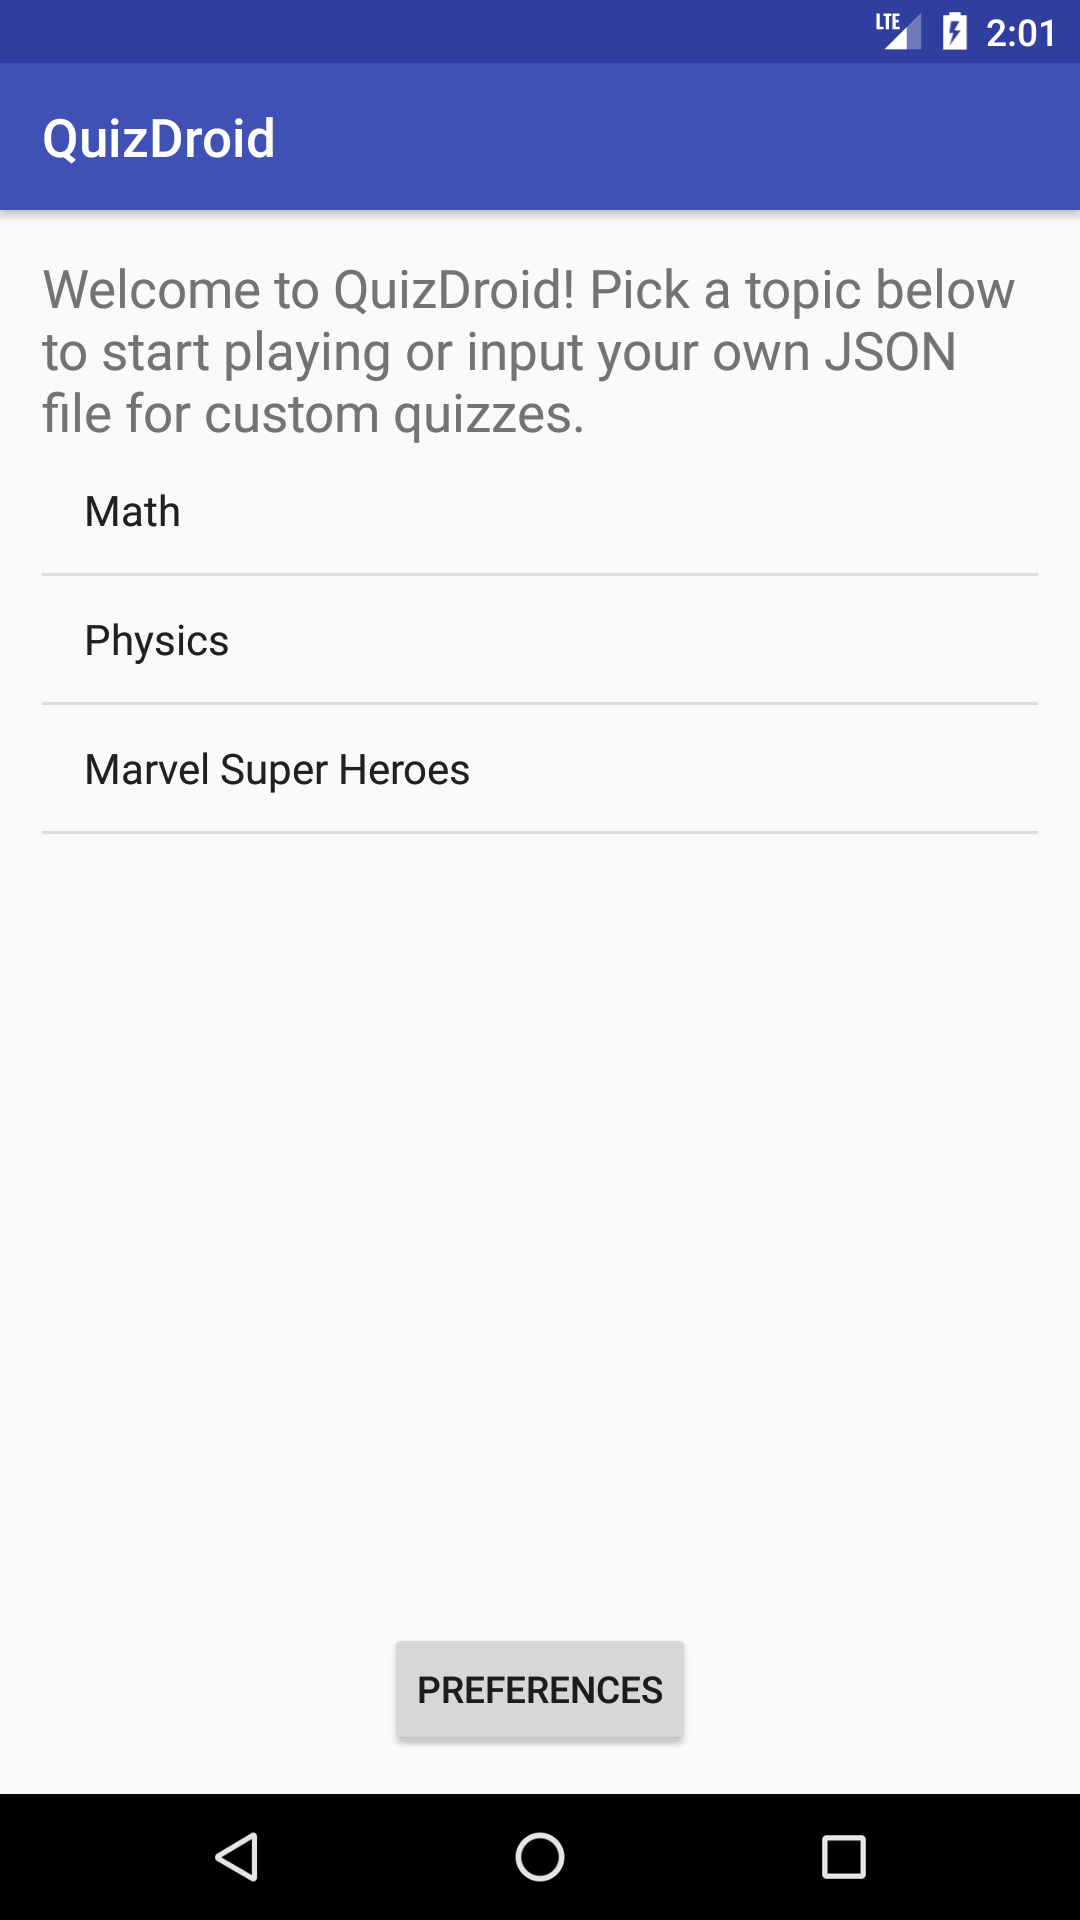 LTE 2:01
QuizDroid
Welcome to QuizDroid! Pick a topic below
to start playing or input your own JSON
file for custom quizzes.
Math
Physics
Marvel Super Heroes
PREFERENCES